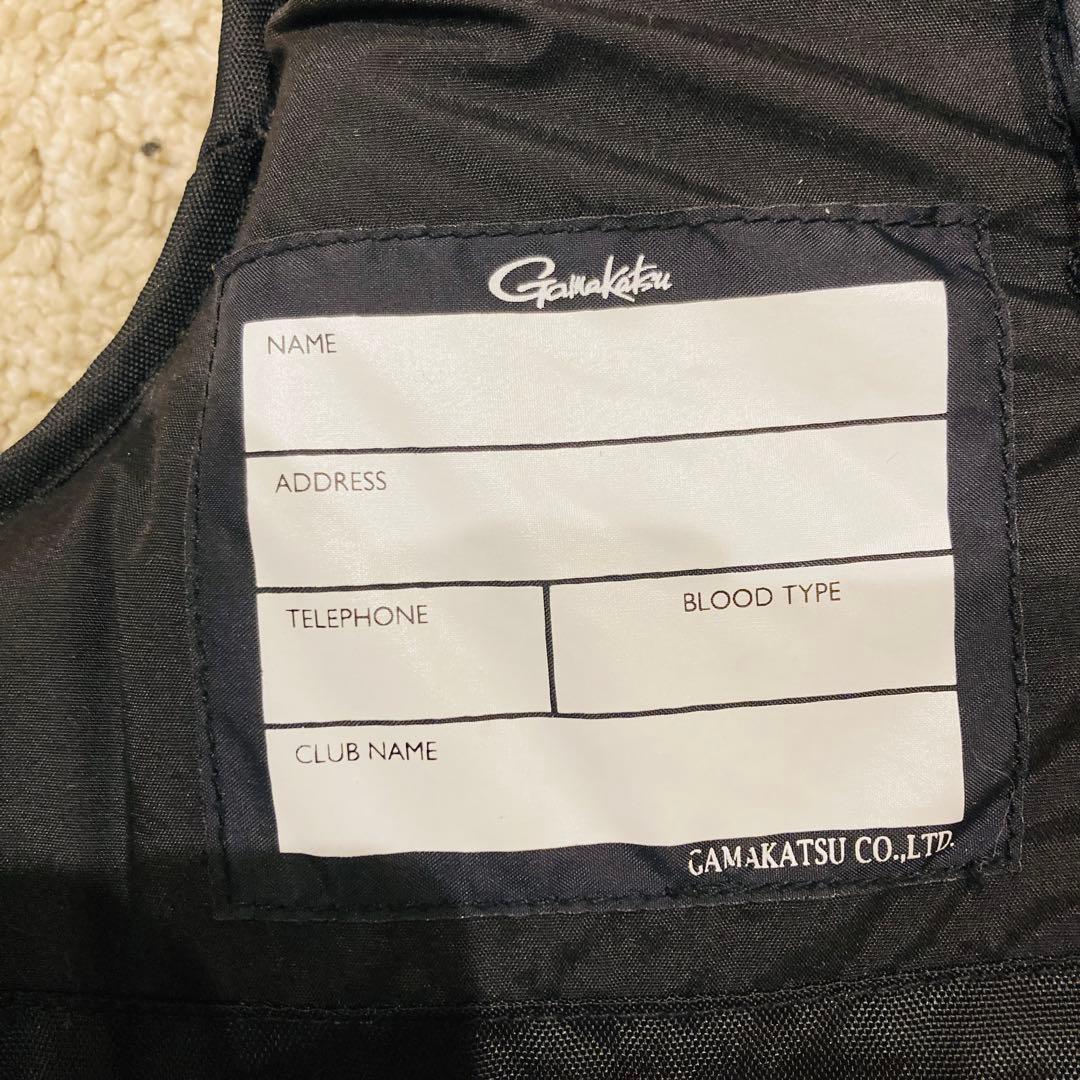 Gamakatsu
NAME
ADDRESS
TELEPHONE
BLOOD TYPE
CLUB NAME
GAMAKATSU CO.,LTD.